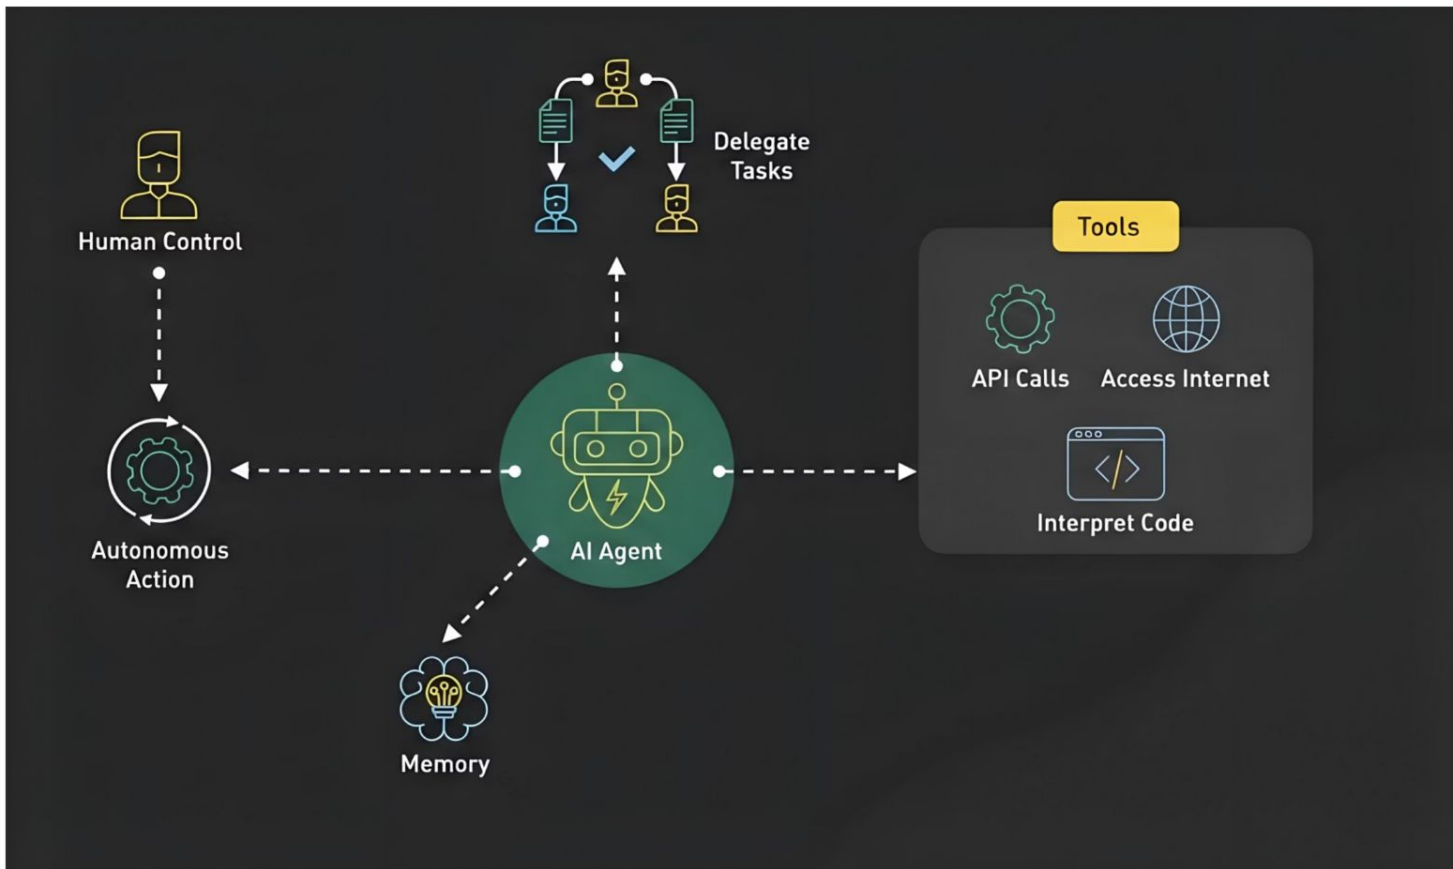 Delegate
Tasks
Human Control
Tools
API Calls
Access Internet
Interpret Code
Autonomous
Action
AI Agent
Memory